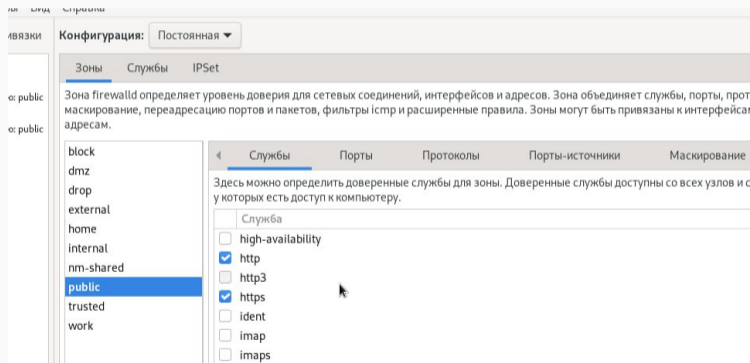 Вид Справка
ивязки Конфигурация: Постоянная
Зоны Службы IPSet
o: public
o: public
Зона firewalld определяет уровень доверия для сетевых соединений, интерфейсов и адресов. Зона объединяет службы, порты, прот
маскирование, переадресацию портов и пакетов, фильтры icmp и расширенные правила. Зоны могут быть привязаны к интерфейса
адресам.
block
dmz
drop
external
home
internal
nm-shared
public
trusted
work
Службы Порты Протоколы Порты-источники Маскирование
Здесь можно определить доверенные службы для зоны. Доверенные службы доступны со всех узлов и с
у которых есть доступ к компьютеру.
Служба
high-availability
http
http3
https
ident
imap
imaps